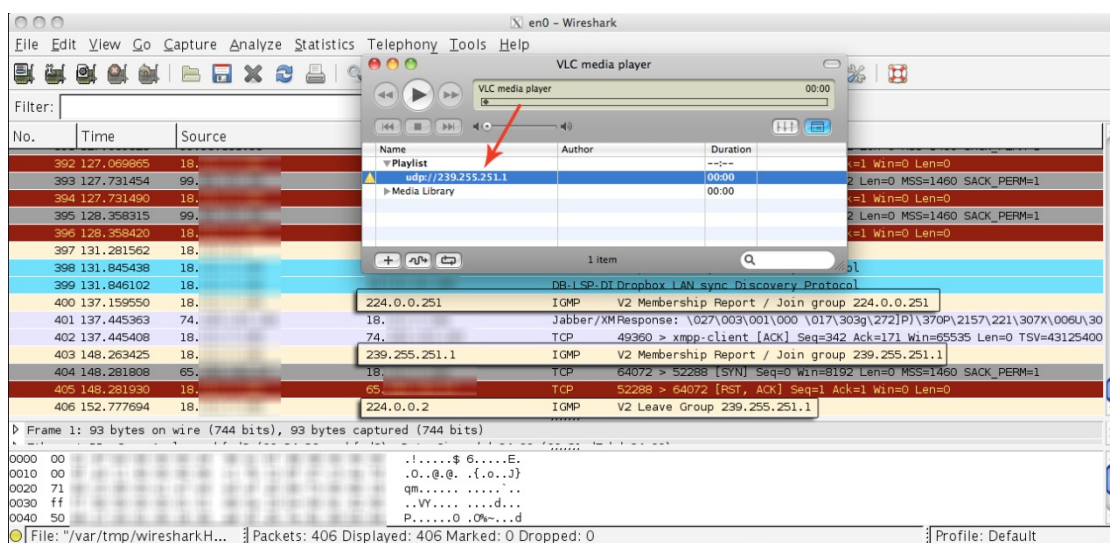 en0 - Wireshark
File Edit View Go Capture Analyze Statistics Telephony Tools Help
VLC media player
VLC media player 00:00
Filter:
No. Time Source
Name Author Duration
Playlist --:--
udp://239.255.251.1 00:00
Media Library 00:00
1 item
392 127.069865 18. k=1 Win=0 Len=0
393 127.731454 99. 2 Len=0 MSS=1460 SACK_PERM=1
394 127.731490 18. k=1 Win=0 Len=0
395 128.358315 99. 2 Len=0 MSS=1460 SACK_PERM=1
396 128.358420 18. k=1 Win=0 Len=0
397 131.281562 18.
398 131.845438 18. ol
399 131.846102 18. DB-LSP-DI Dropbox LAN sync Discovery Protocol
400 137.159550 18. 224.0.0.251 IGMP V2 Membership Report / Join group 224.0.0.251
401 137.445363 74. 18. Jabber/XM Response: \027\003\001\000 \017\303g\272]P)\370P\2157\221\307X\006U\30
402 137.445408 18. 74. TCP 49360 > xmpp-client [ACK] Seq=342 Ack=171 Win=65535 Len=0 TSV=43125400
403 148.263425 18. 239.255.251.1 IGMP V2 Membership Report / Join group 239.255.251.1
404 148.281808 65. 18. TCP 64072 > 52288 [SYN] Seq=0 Win=8192 Len=0 MSS=1460 SACK_PERM=1
405 148.281930 18. 65. TCP 52288 > 64072 [RST, ACK] Seq=1 Ack=1 Win=0 Len=0
406 152.777694 18. 224.0.0.2 IGMP V2 Leave Group 239.255.251.1
Frame 1: 93 bytes on wire (744 bits), 93 bytes captured (744 bits)
0000 00 .!.....$ 6.....E.
0010 00 .O..@.@. .{.o..J}
0020 71 qm...... .....`..
0030 ff ..VY.... ....d...
0040 50 P......0 .0%~...d
File: "/var/tmp/wiresharkH... Packets: 406 Displayed: 406 Marked: 0 Dropped: 0 Profile: Default